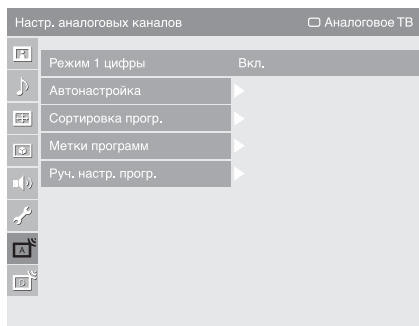 Настр. аналоговых каналов Аналоговое ТВ
Режим 1 цифры Вкл.
Автонастройка
Сортировка прогр.
Метки программ
Руч. настр. прогр.
A
D